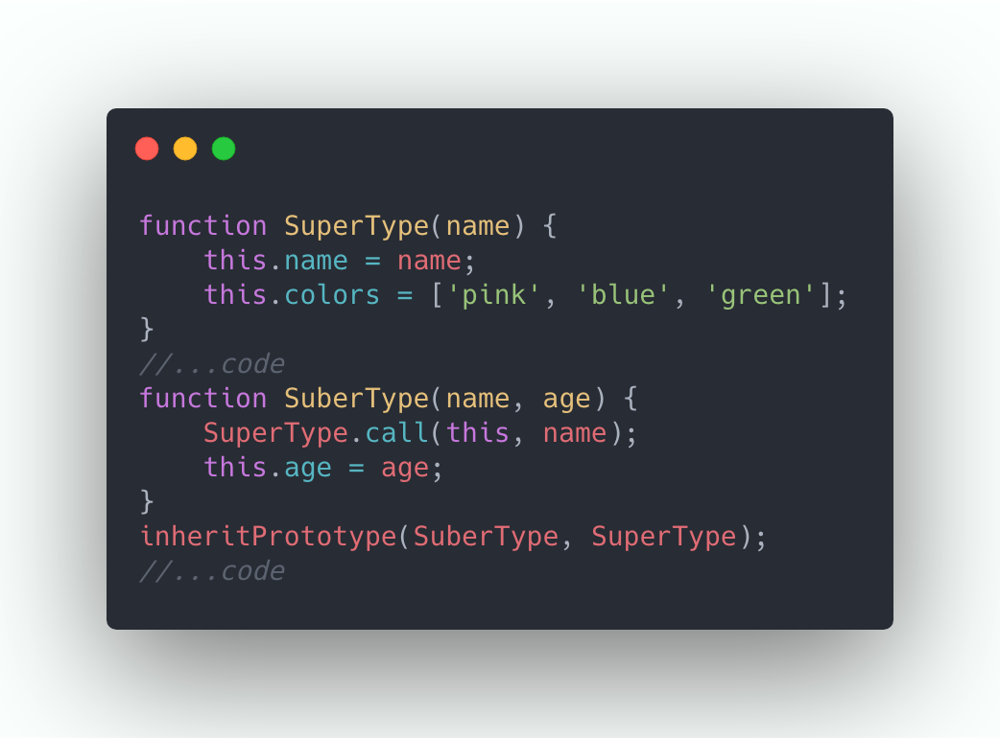 function SuperType(name) {
    this.name = name;
    this.colors = ['pink', 'blue', 'green'];
}
//...code
function SuberType(name, age) {
    SuperType.call(this, name);
    this.age = age;
}
inheritPrototype(SuberType, SuperType);
//...code